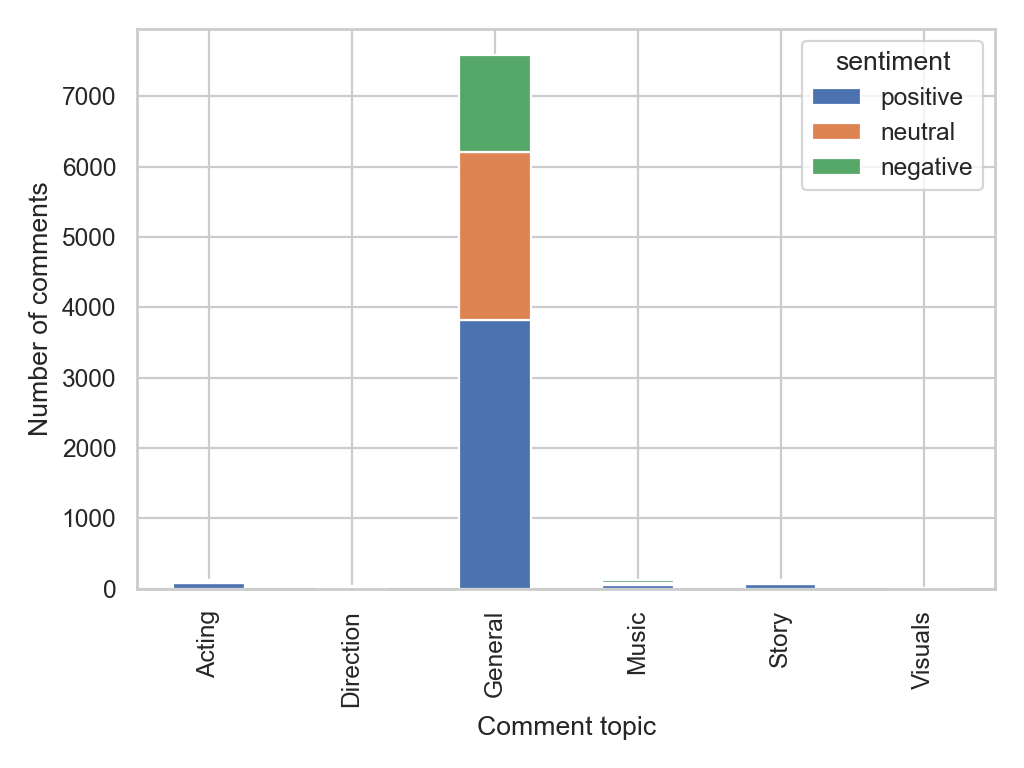 sentiment
positive
neutral
negative
Number of comments
7000
6000
5000
4000
3000
2000
1000
0
Acting
Direction
General
Music
Story
Visuals
Comment topic